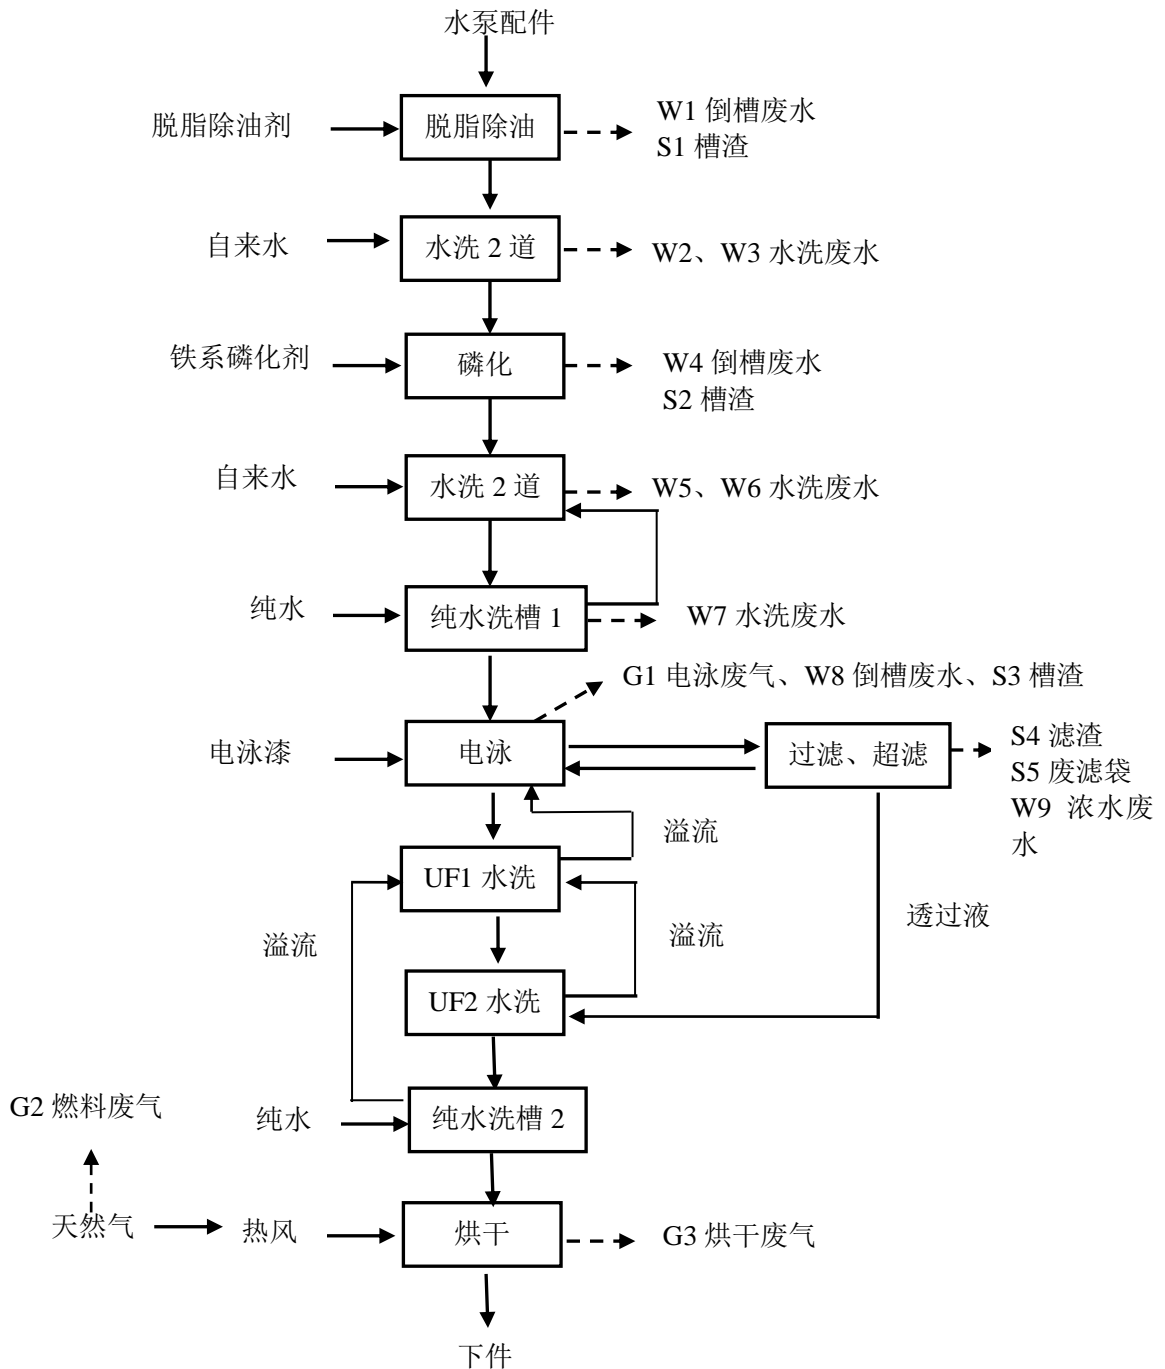 水泵配件
脱脂除油剂
脱脂除油
W1 倒槽废水
S1 槽渣
自来水
水洗 2 道
W2、W3 水洗废水
铁系磷化剂
磷化
W4 倒槽废水
S2 槽渣
自来水
水洗 2 道
W5、W6 水洗废水
纯水
纯水洗槽 1
W7 水洗废水
G1 电泳废气、W8 倒槽废水、S3 槽渣
电泳漆
电泳
过滤、超滤
S4 滤渣
S5 废滤袋
W9 浓水废
水
溢流
UF1 水洗
透过液
溢流
溢流
UF2 水洗
G2 燃料废气
纯水
纯水洗槽 2
天然气
热风
烘干
G3 烘干废气
下件